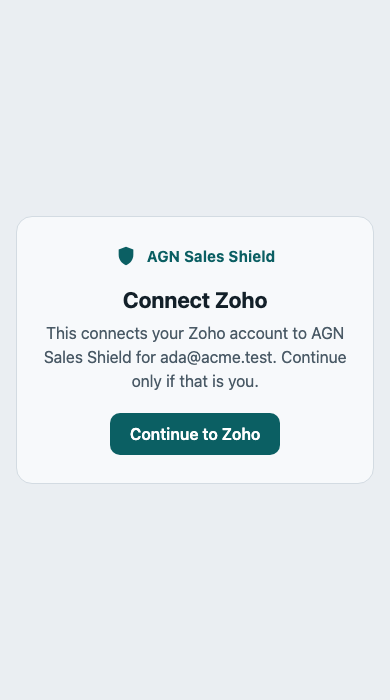 AGN Sales Shield
Connect Zoho
This connects your Zoho account to AGN
Sales Shield for ada@acme.test. Continue
only if that is you.
Continue to Zoho